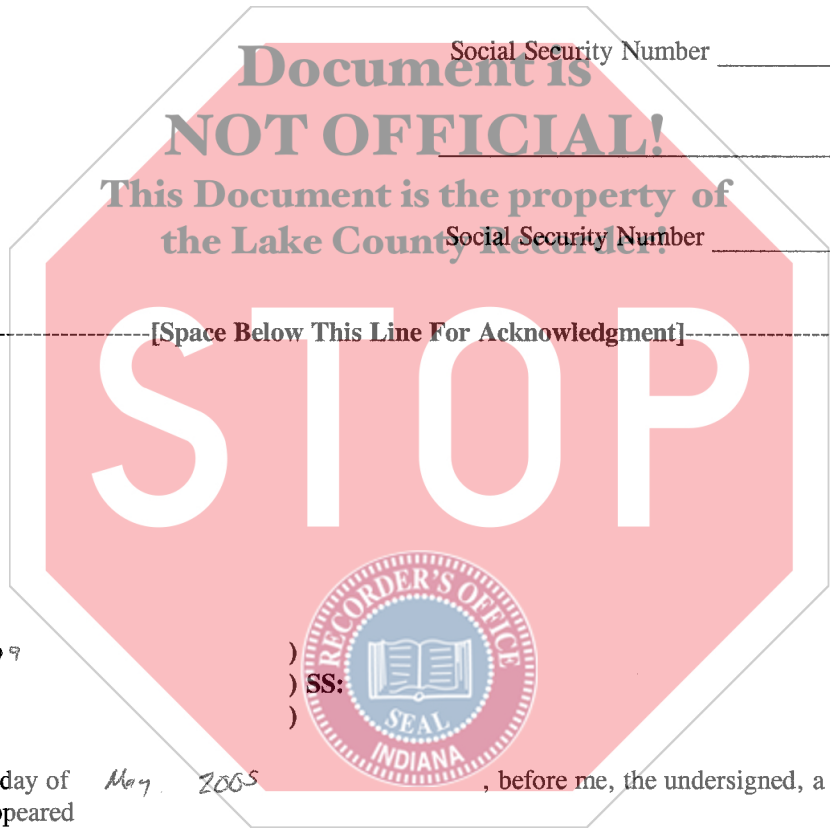 Social Security Number
Document is
NOT OFFICIAL!
This Document is the property of
the Lake County Recorder!
Social Security Number
[Space Below This Line For Acknowledgment]
STOP
RECORDER'S OFFICE
SEAL
INDIANA
)
) SS:
)
day of May 2005 , before me, the undersigned, a
ppeared